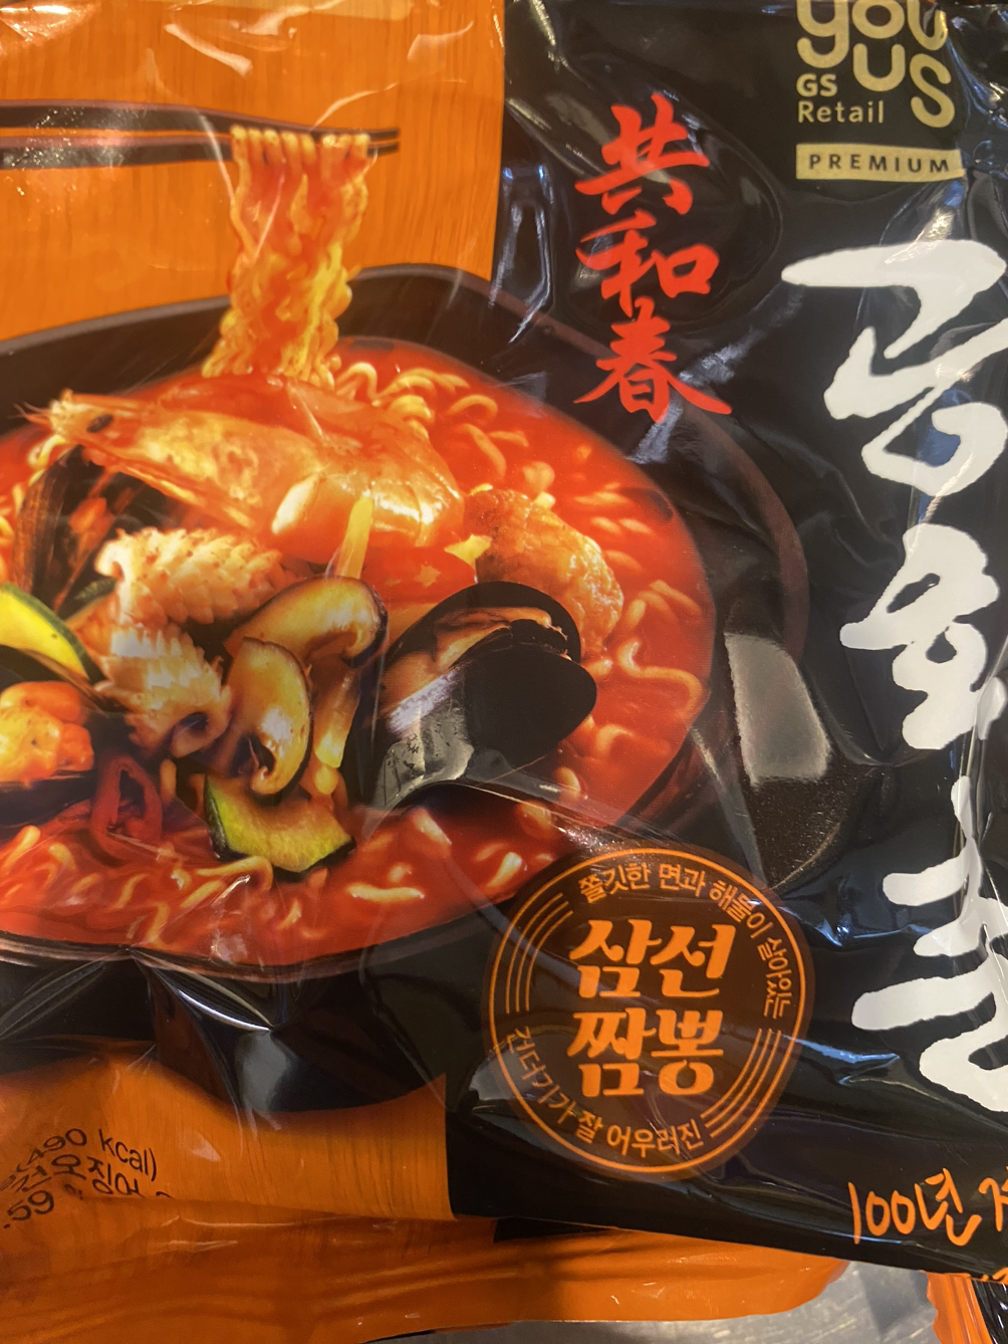 you
us
GS
Retail
PREMIUM
共和春
공화춘
쫄깃한 면과 해물이 살아있는
삼선
짬뽕
건더기가 잘 어우러진
(490 kcal)
100년